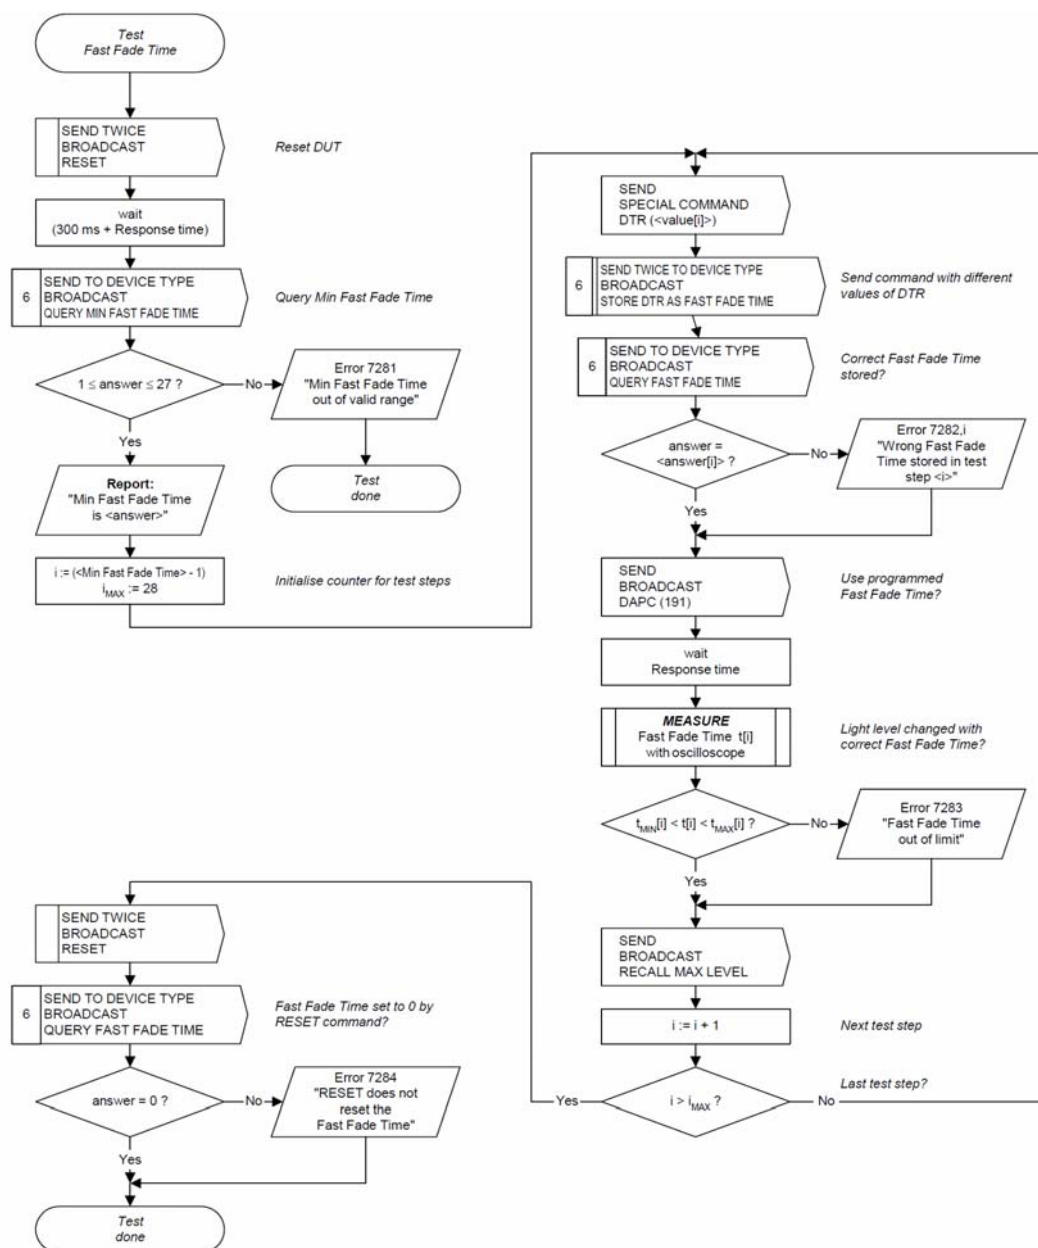 Test
Fast Fade Time
SEND TWICE
BROADCAST
RESET
Reset DUT
wait
(300 ms + Response time)
6
SEND TO DEVICE TYPE
BROADCAST
QUERY MIN FAST FADE TIME
Query Min Fast Fade Time
1 ≤ answer ≤ 27 ?
No
Error 7281
"Min Fast Fade Time
out of valid range"
Test
done
Yes
Report:
"Min Fast Fade Time
is <answer>"
i := (<Min Fast Fade Time> - 1)
iMAX := 28
Initialise counter for test steps
SEND
SPECIAL COMMAND
DTR (<value[i]>)
6
SEND TWICE TO DEVICE TYPE
BROADCAST
STORE DTR AS FAST FADE TIME
Send command with different
values of DTR
6
SEND TO DEVICE TYPE
BROADCAST
QUERY FAST FADE TIME
Correct Fast Fade Time
stored?
answer =
<answer[i]> ?
No
Error 7282,i
"Wrong Fast Fade
Time stored in test
step <i>"
Yes
SEND
BROADCAST
DAPC (191)
Use programmed
Fast Fade Time?
wait
Response time
MEASURE
Fast Fade Time t[i]
with oscilloscope
Light level changed with
correct Fast Fade Time?
tMIN[i] < t[i] < tMAX[i] ?
No
Error 7283
"Fast Fade Time
out of limit"
Yes
SEND
BROADCAST
RECALL MAX LEVEL
i := i + 1
Next test step
i > iMAX ?
Last test step?
No
Yes
SEND TWICE
BROADCAST
RESET
6
SEND TO DEVICE TYPE
BROADCAST
QUERY FAST FADE TIME
Fast Fade Time set to 0 by
RESET command?
answer = 0 ?
No
Error 7284
"RESET does not
reset the
Fast Fade Time"
Yes
Test
done